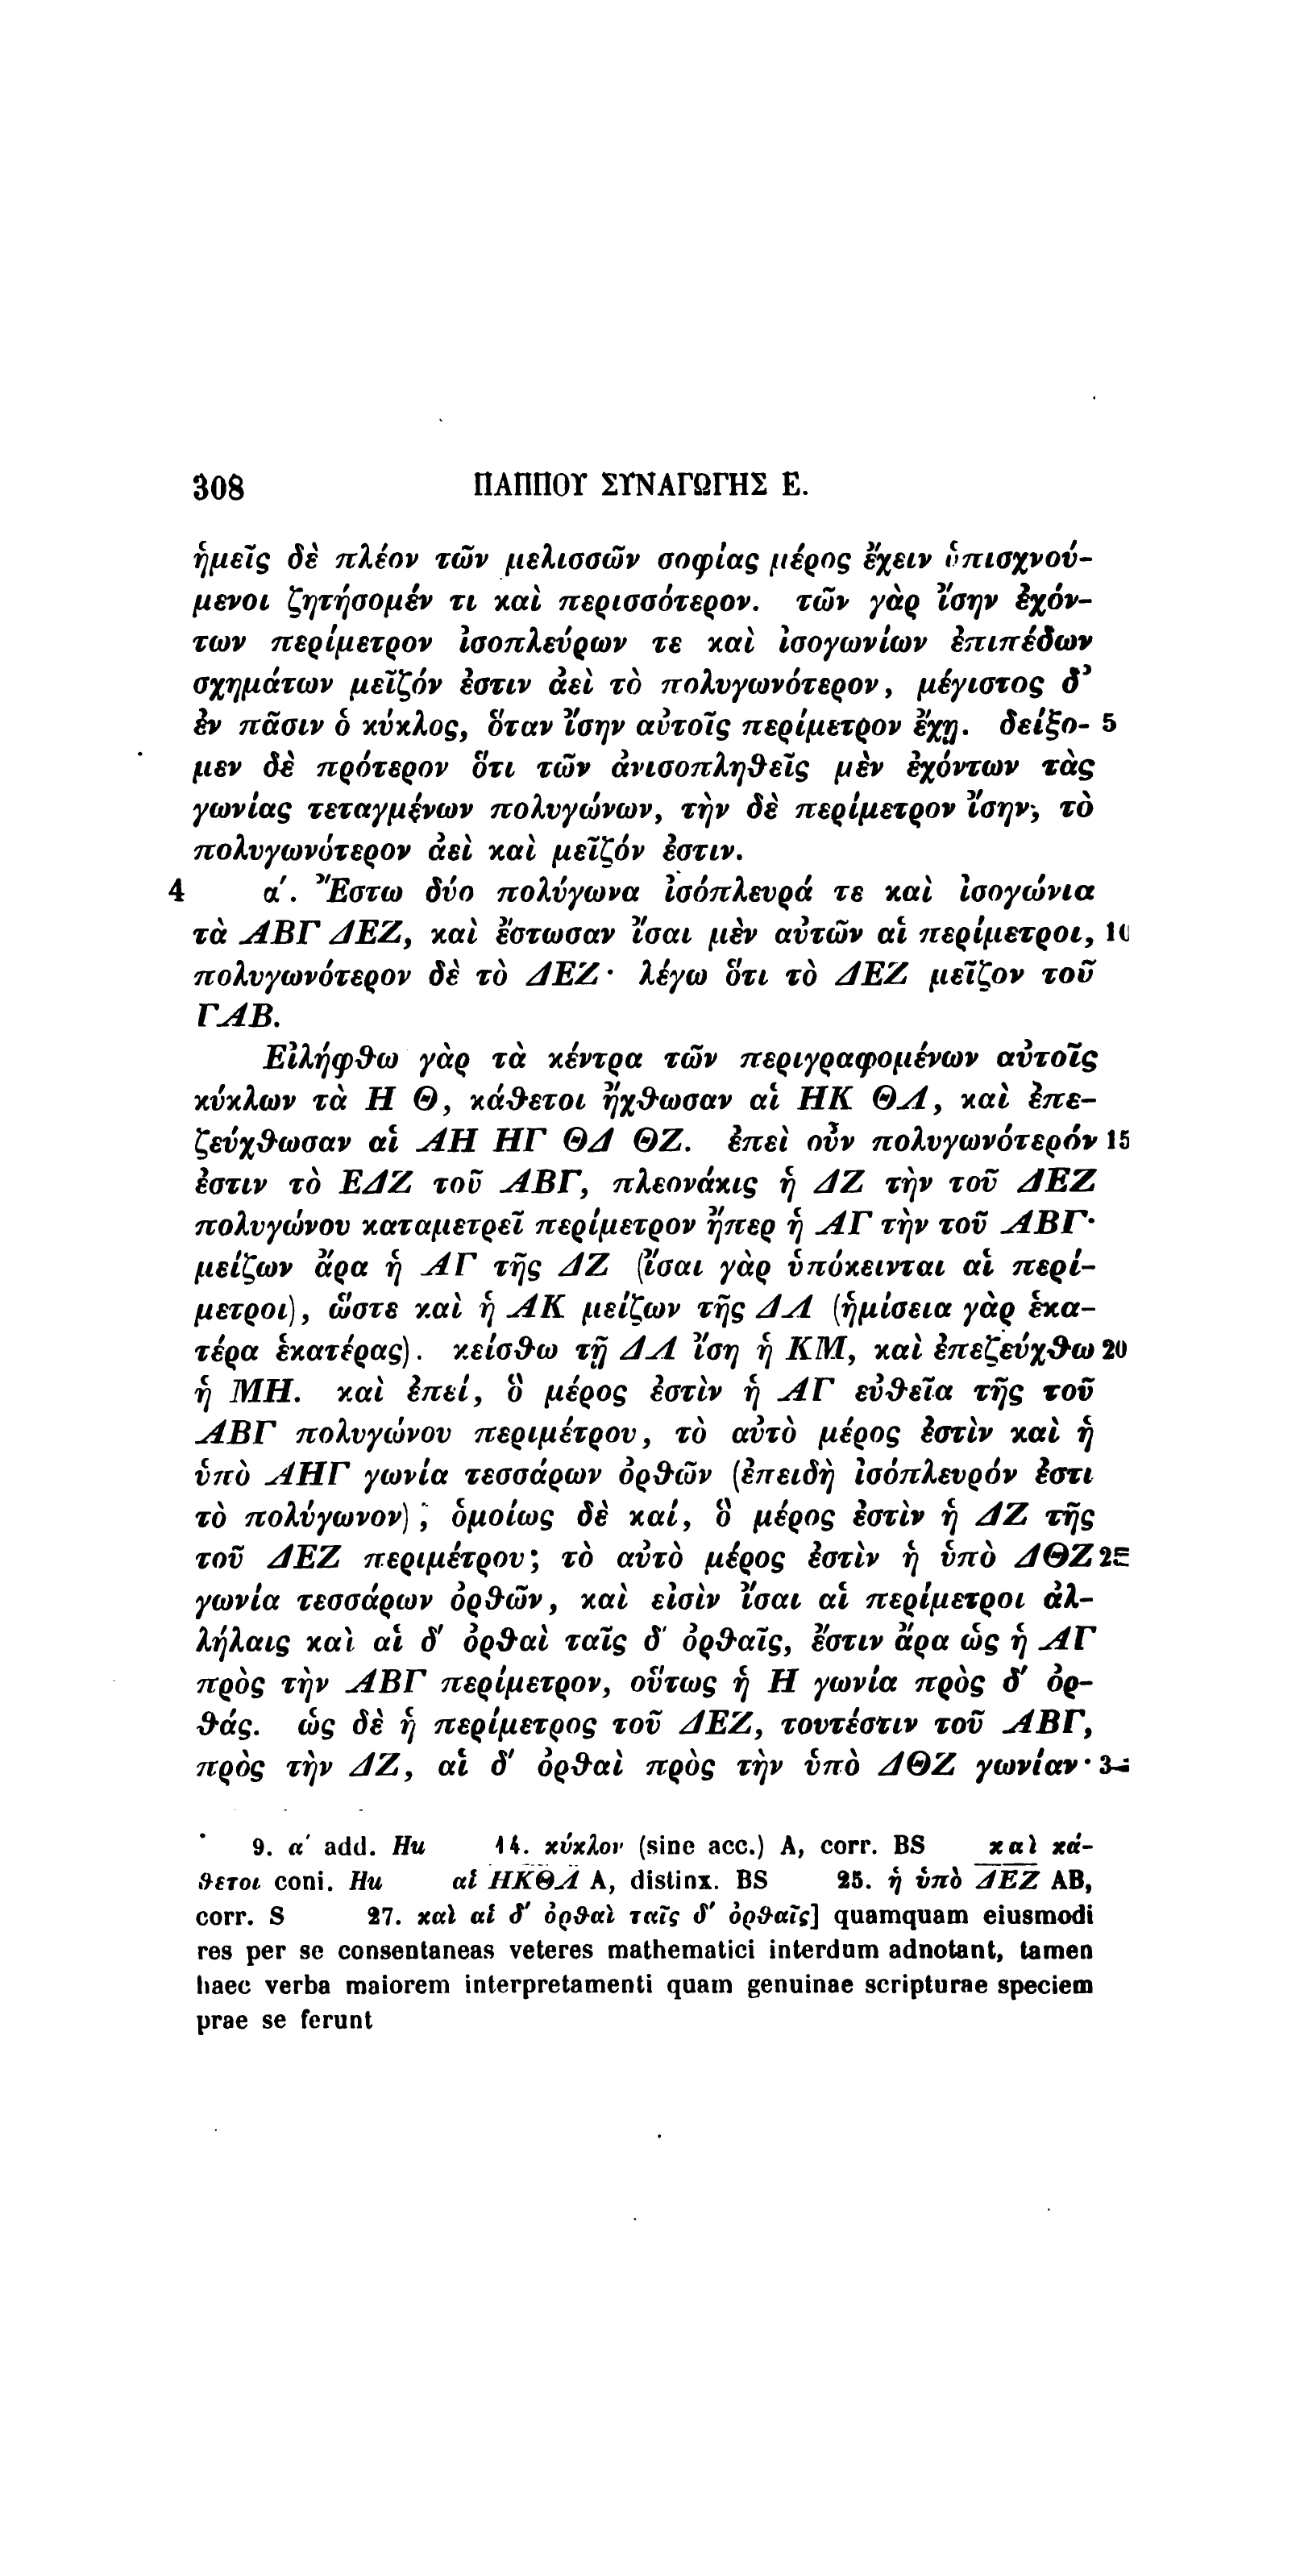 308 ΠΑΠΠΟΥ ΣΥΝΑΓΩΓΗΣ Ε.
ἡμεῖς δὲ πλέον τῶν μελισσῶν σοφίας μέρος ἔχειν ὑπισχνού-
μενοι ζητήσομέν τι καὶ περισσότερον. τῶν γὰρ ἴσην ἐχόν-
των περίμετρον ἰσοπλεύρων τε καὶ ἰσογωνίων ἐπιπέδων
σχημάτων μεῖζόν ἐστιν ἀεὶ τὸ πολυγωνότερον, μέγιστος δ᾽
ἐν πᾶσιν ὁ κύκλος, ὅταν ἴσην αὐτοῖς περίμετρον ἔχῃ. δείξο- 5
μεν δὲ πρότερον ὅτι τῶν ἀνισοπληθεῖς μὲν ἐχόντων τὰς
γωνίας τεταγμένων πολυγώνων, τὴν δὲ περίμετρον ἴσην, τὸ
πολυγωνότερον ἀεὶ καὶ μεῖζόν ἐστιν.
4 α΄. Ἔστω δύο πολύγωνα ἰσόπλευρά τε καὶ ἰσογώνια
τὰ ΑΒΓ ΔΕΖ, καὶ ἔστωσαν ἴσαι μὲν αὐτῶν αἱ περίμετροι, 10
πολυγωνότερον δὲ τὸ ΔΕΖ· λέγω ὅτι τὸ ΔΕΖ μεῖζον τοῦ
ΓΑΒ.
Εἰλήφθω γὰρ τὰ κέντρα τῶν περιγραφομένων αὐτοῖς
κύκλων τὰ Η Θ, κάθετοι ἤχθωσαν αἱ ΗΚ ΘΛ, καὶ ἐπε-
ζεύχθωσαν αἱ ΑΗ ΗΓ ΘΔ ΘΖ. ἐπεὶ οὖν πολυγωνότερόν 15
ἐστιν τὸ ΕΔΖ τοῦ ΑΒΓ, πλεονάκις ἡ ΔΖ τὴν τοῦ ΔΕΖ
πολυγώνου καταμετρεῖ περίμετρον ἤπερ ἡ ΑΓ τὴν τοῦ ΑΒΓ·
μείζων ἄρα ἡ ΑΓ τῆς ΔΖ (ἴσαι γὰρ ὑπόκεινται αἱ περί-
μετροι), ὥστε καὶ ἡ ΑΚ μείζων τῆς ΔΛ (ἡμίσεια γὰρ ἑκα-
τέρα ἑκατέρας). κείσθω τῇ ΔΛ ἴση ἡ ΚΜ, καὶ ἐπεζεύχθω 20
ἡ ΜΗ. καὶ ἐπεί, ὃ μέρος ἐστὶν ἡ ΑΓ εὐθεῖα τῆς τοῦ
ΑΒΓ πολυγώνου περιμέτρου, τὸ αὐτὸ μέρος ἐστὶν καὶ ἡ
ὑπὸ ΑΗΓ γωνία τεσσάρων ὀρθῶν (ἐπειδὴ ἰσόπλευρόν ἐστι
τὸ πολύγωνον), ὁμοίως δὲ καί, ὃ μέρος ἐστὶν ἡ ΔΖ τῆς
τοῦ ΔΕΖ περιμέτρου, τὸ αὐτὸ μέρος ἐστὶν ἡ ὑπὸ ΔΘΖ 25
γωνία τεσσάρων ὀρθῶν, καὶ εἰσὶν ἴσαι αἱ περίμετροι ἀλ-
λήλαις καὶ αἱ δ΄ ὀρθαὶ ταῖς δ΄ ὀρθαῖς, ἔστιν ἄρα ὡς ἡ ΑΓ
πρὸς τὴν ΑΒΓ περίμετρον, οὕτως ἡ Η γωνία πρὸς δ΄ ὀρ-
θάς. ὡς δὲ ἡ περίμετρος τοῦ ΔΕΖ, τουτέστιν τοῦ ΑΒΓ,
πρὸς τὴν ΔΖ, αἱ δ΄ ὀρθαὶ πρὸς τὴν ὑπὸ ΔΘΖ γωνίαν·
9. α΄ add. Hu 14. κύκλον (sine acc.) A, corr. BS καὶ κά-
θετοι coni. Hu αἱ ΗΚΘΛ A, distinx. BS 25. ἡ ὑπὸ ΔΕΖ AB,
corr. S 27. καὶ αἱ δ΄ ὀρθαὶ ταῖς δ΄ ὀρθαῖς] quamquam eiusmodi
res per se consentaneas veteres mathematici interdum adnotant, tamen
haec verba maiorem interpretamenti quam genuinae scripturae speciem
prae se ferunt